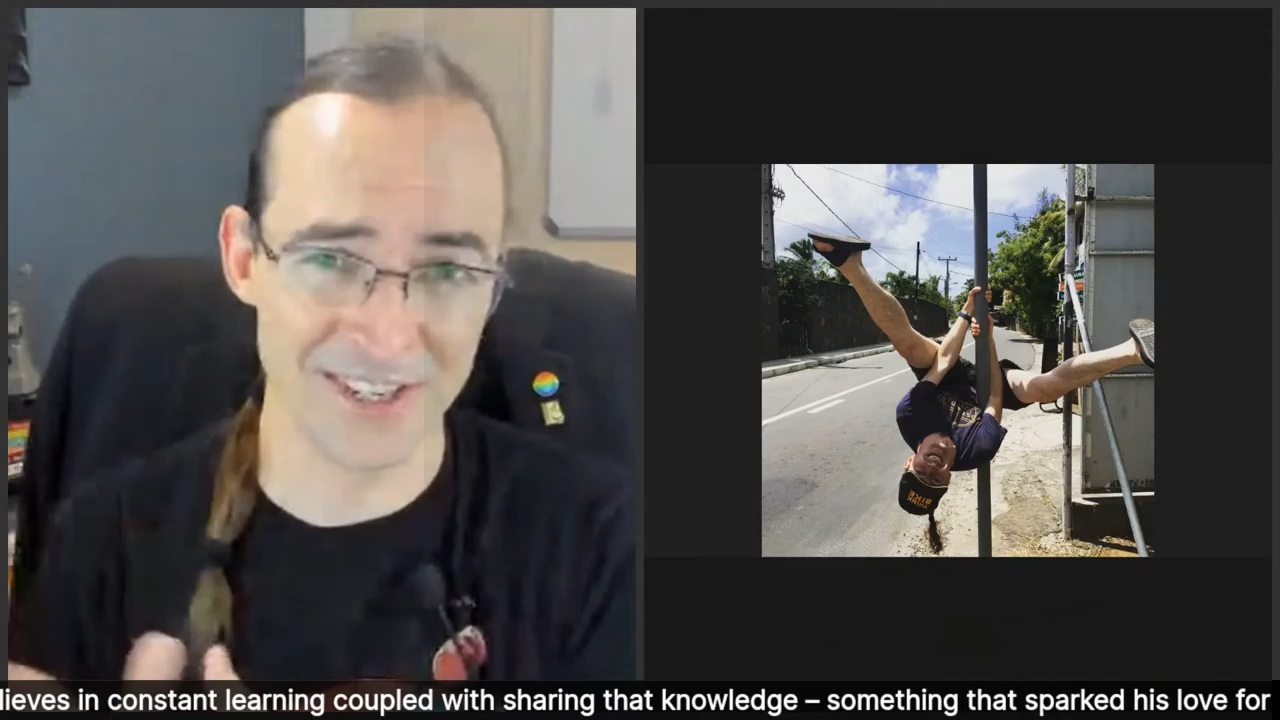 lieves in constant learning coupled with sharing that knowledge – something that sparked his love for